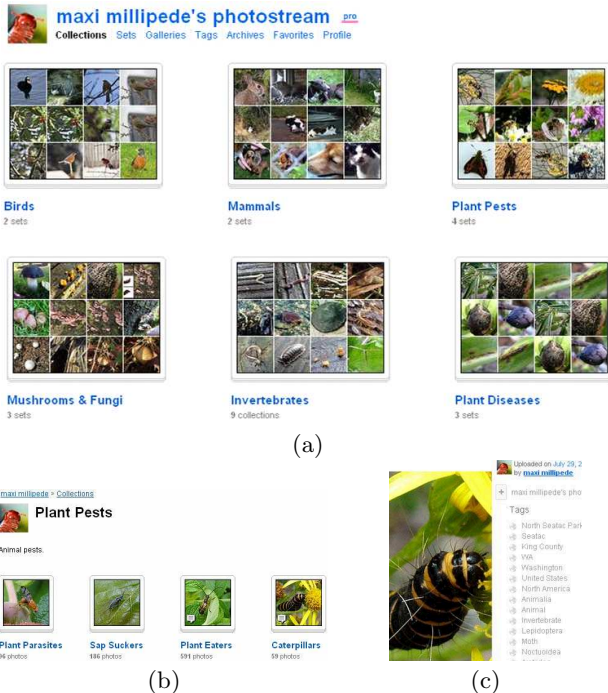 maxi millipede's photostream pro
Collections Sets Galleries Tags Archives Favorites Profile
Birds
2 sets
Mammals
2 sets
Plant Pests
4 sets
Mushrooms & Fungi
3 sets
Invertebrates
9 collections
Plant Diseases
3 sets
(a)
maxi millipede > Collections
Plant Pests
Animal pests.
Plant Parasites
96 photos
Sap Suckers
186 photos
Plant Eaters
591 photos
Caterpillars
59 photos
(b)
Uploaded on July 29, 2
by maxi millipede
+ maxi millipede's pho
Tags
North Seatac Park
Seatac
King County
WA
Washington
United States
North America
Animalia
Animal
Invertebrate
Lepidoptera
Moth
Noctuoidea
(c)